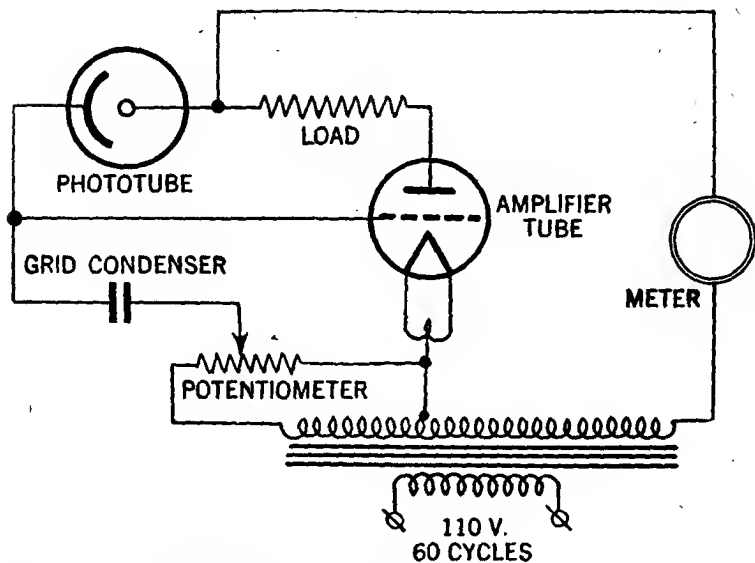 PHOTOTUBE
LOAD
AMPLIFIER
TUBE
GRID CONDENSER
METER
POTENTIOMETER
110 V.
60 CYCLES